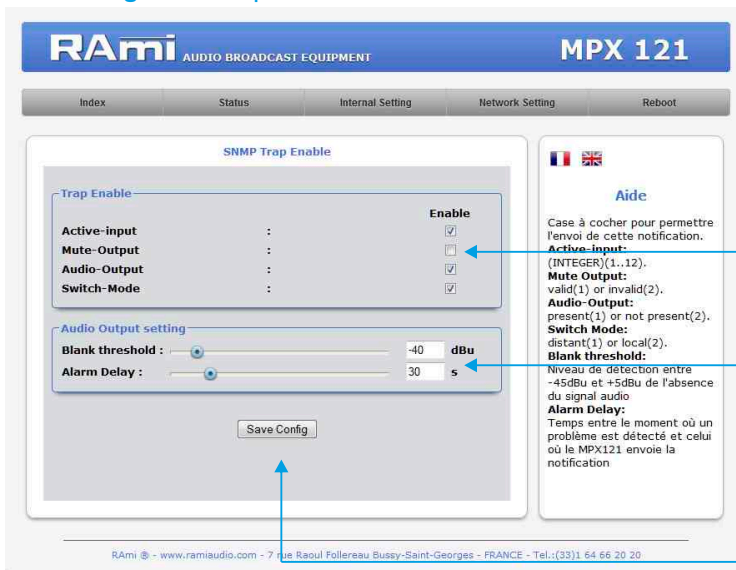 RAmi AUDIO BROADCAST EQUIPMENT MPX 121
Index Status Internal Setting Network Setting Reboot
SNMP Trap Enable
Trap Enable
Enable
Active-input :
Mute-Output :
Audio-Output :
Switch-Mode :
Audio Output setting
Blank threshold : -40 dBu
Alarm Delay : 30 s
Save Config
Aide
Case à cocher pour permettre
l'envoi de cette notification.
Active-input:
(INTEGER)(1..12).
Mute Output:
valid(1) or invalid(2).
Audio-Output:
present(1) or not present(2).
Switch Mode:
distant(1) or local(2).
Blank threshold:
Niveau de détection entre
-45dBu et +5dBu de l'absence
du signal audio
Alarm Delay:
Temps entre le moment où un
problème est détecté et celui
où le MPX121 envoie la
notification
RAmi ® - www.ramiaudio.com - 7 rue Raoul Follereau Bussy-Saint-Georges - FRANCE - Tel.:(33)1 64 66 20 20